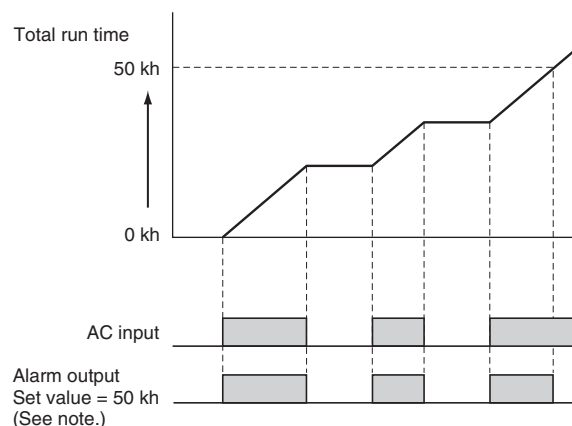 Total run time
50 kh
0 kh
AC input
Alarm output
Set value = 50 kh
(See note.)